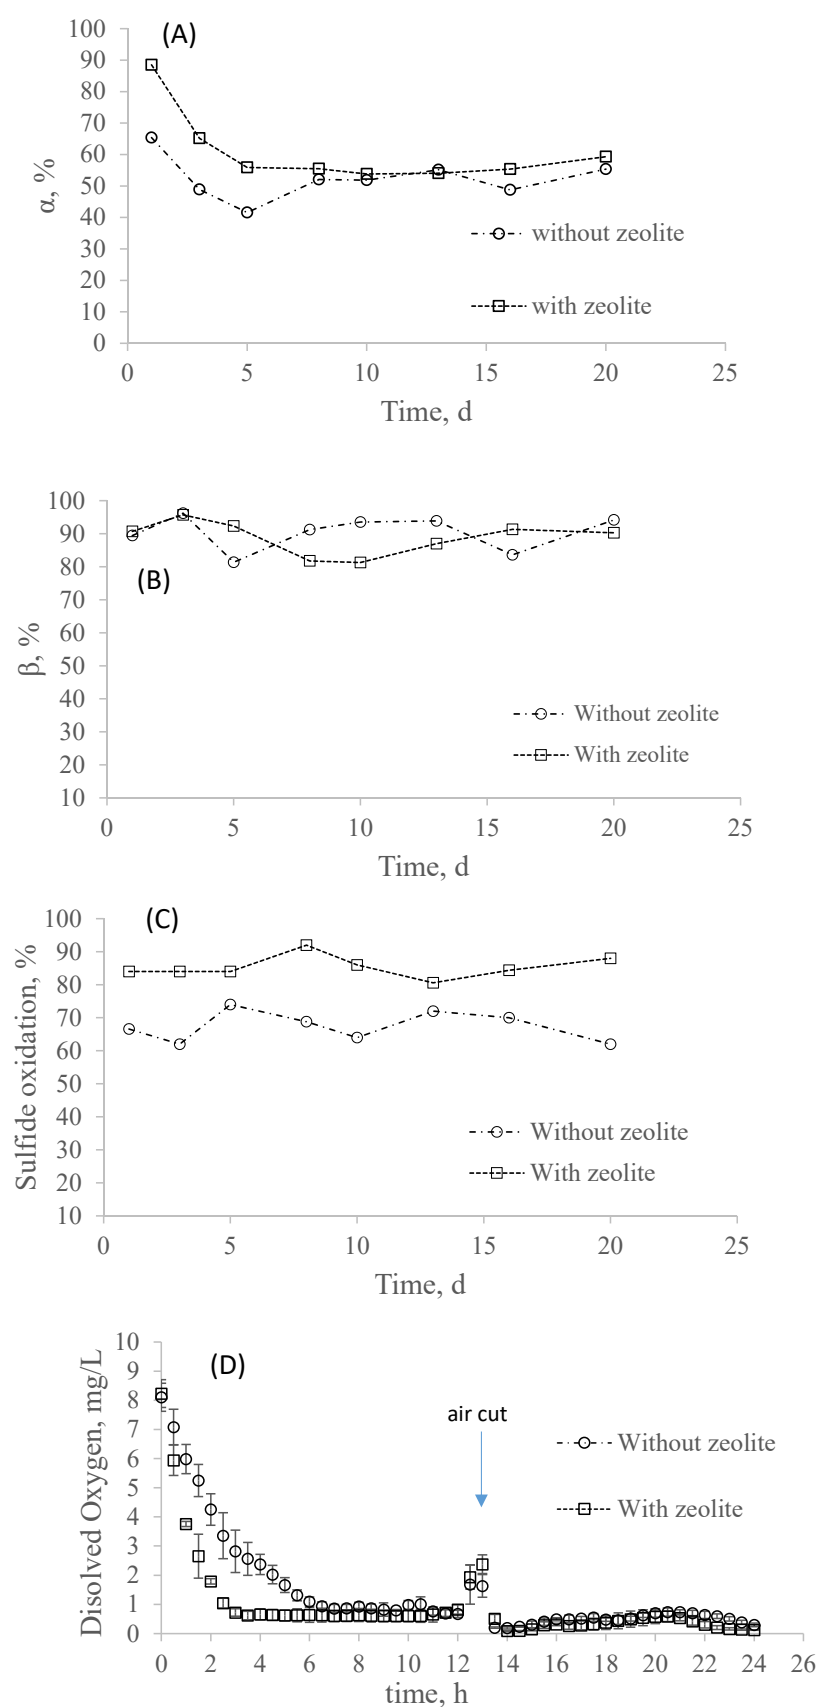 (A)
100
90
80
70
60
50
40
30
20
10
0
α, %
without zeolite
with zeolite
0 5 10 15 20 25
Time, d
(B)
100
90
80
70
60
50
40
30
20
10
β, %
Without zeolite
With zeolite
0 5 10 15 20 25
Time, d
(C)
100
90
80
70
60
50
40
30
20
10
Sulfide oxidation, %
Without zeolite
With zeolite
0 5 10 15 20 25
Time, d
(D)
10
9
8
7
6
5
4
3
2
1
0
Disolved Oxygen, mg/L
air cut
Without zeolite
With zeolite
0 2 4 6 8 10 12 14 16 18 20 22 24 26
time, h